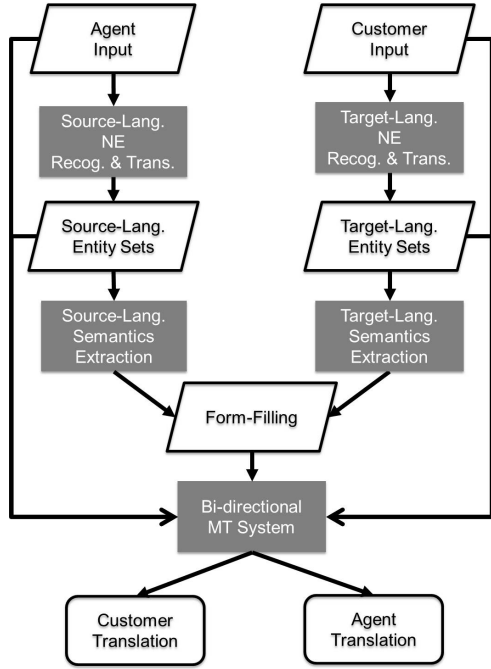 Agent
Input
Customer
Input
Source-Lang.
NE
Recog. & Trans.
Target-Lang.
NE
Recog. & Trans.
Source-Lang.
Entity Sets
Target-Lang.
Entity Sets
Source-Lang.
Semantics
Extraction
Target-Lang.
Semantics
Extraction
Form-Filling
Bi-directional
MT System
Customer
Translation
Agent
Translation